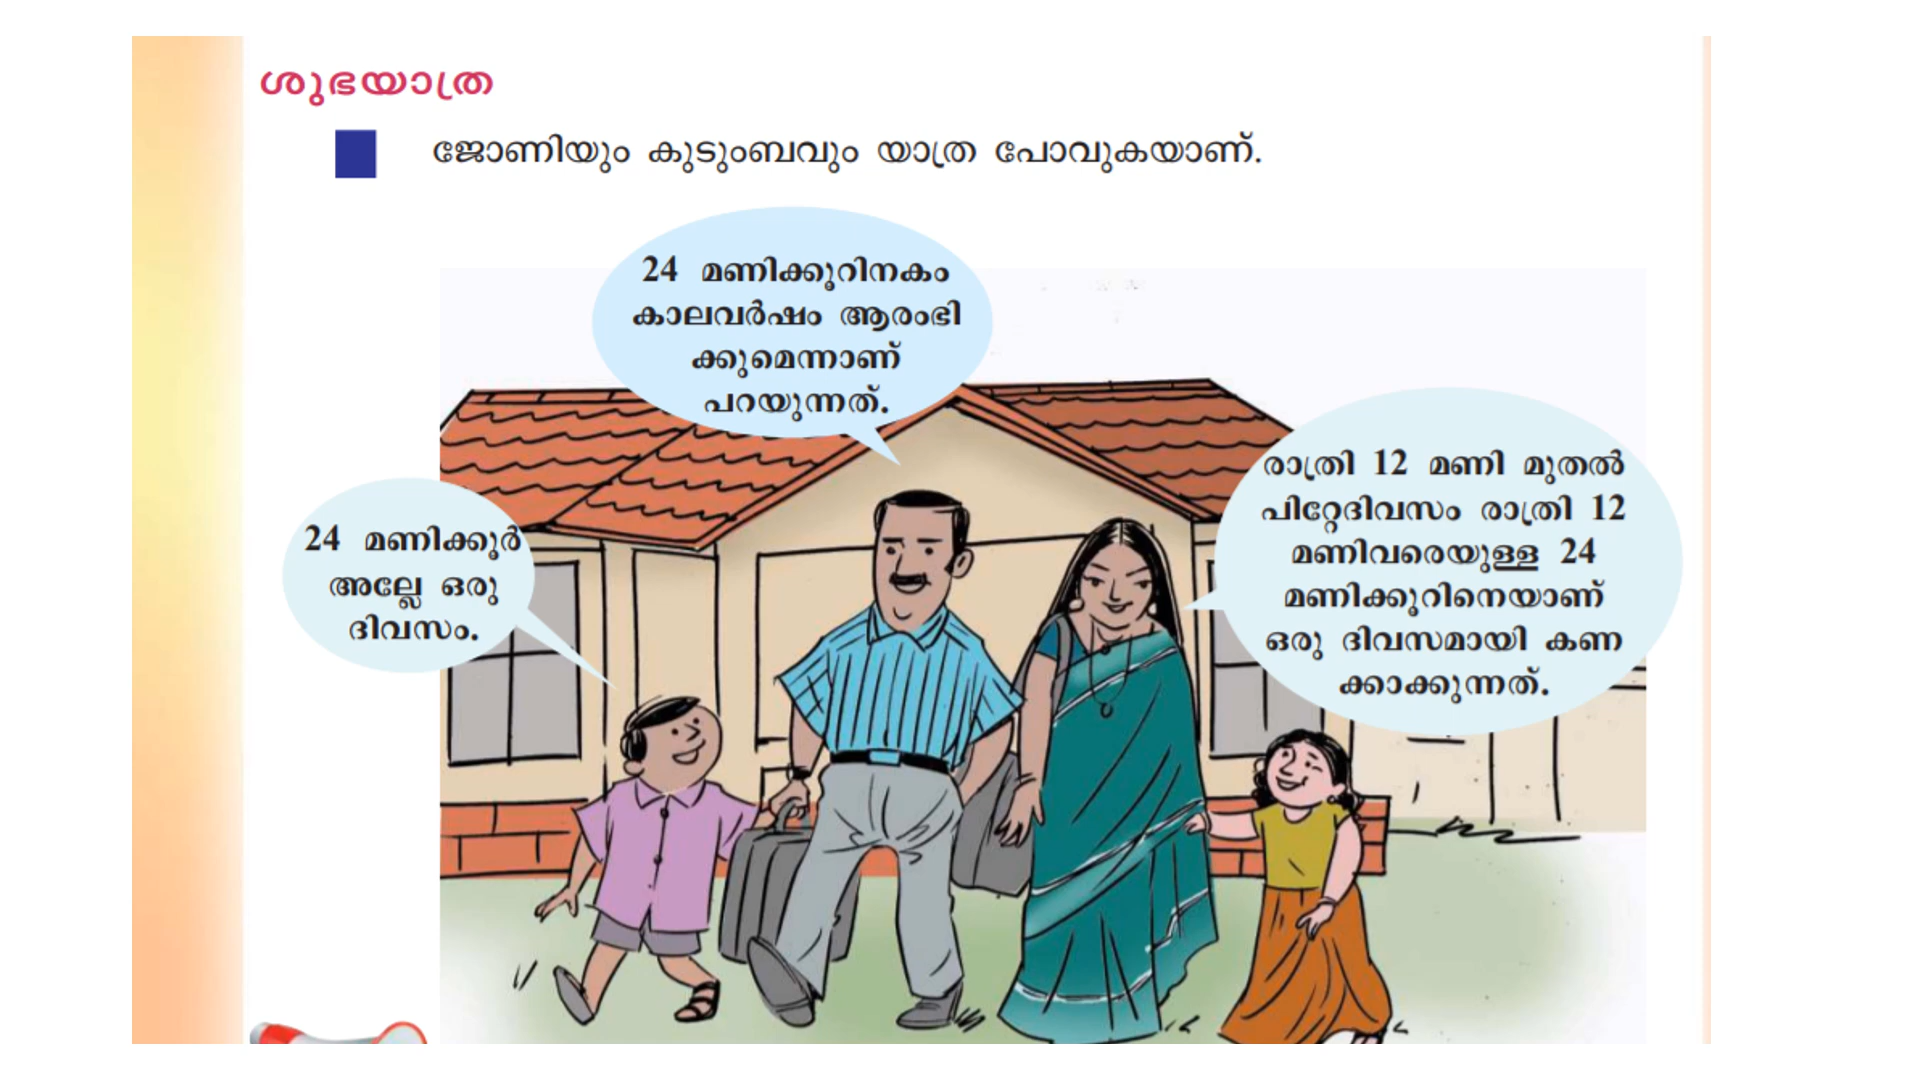 ശുഭയാത്ര
ജോണിയും കുടുംബവും യാത്ര പോവുകയാണ്.
24 മണിക്കൂറിനകം
കാലവർഷം ആരംഭി
ക്കുമെന്നാണ്
പറയുന്നത്.
24 മണിക്കൂർ
അല്ലേ ഒരു
ദിവസം.
രാത്രി 12 മണി മുതൽ
പിറ്റേദിവസം രാത്രി 12
മണിവരെയുള്ള 24
മണിക്കൂറിനെയാണ്
ഒരു ദിവസമായി കണ
ക്കാക്കുന്നത്.